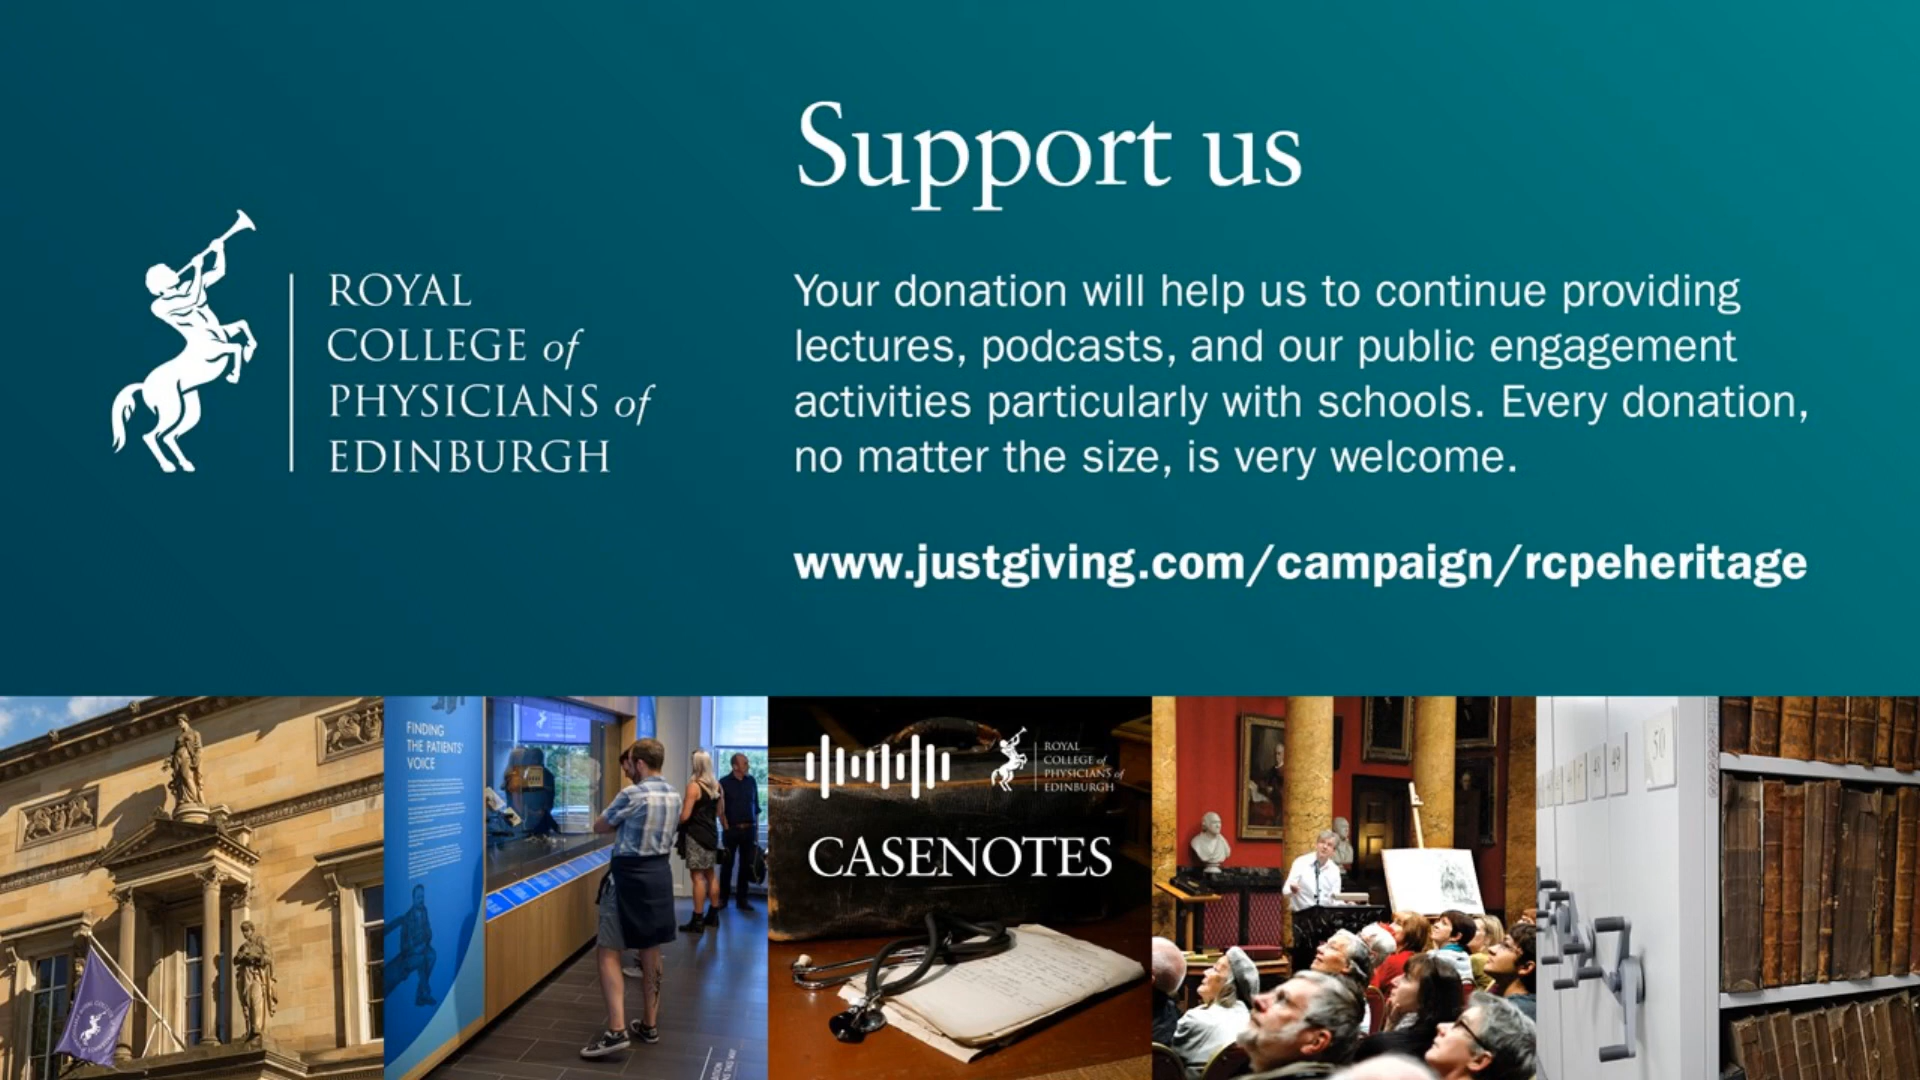 Support us
ROYAL
COLLEGE of
PHYSICIANS of
EDINBURGH
Your donation will help us to continue providing
lectures, podcasts, and our public engagement
activities particularly with schools. Every donation,
no matter the size, is very welcome.
www.justgiving.com/campaign/rcpeheritage
FINDING
THE PATIENTS'
VOICE
ROYAL
COLLEGE of
PHYSICIANS of
EDINBURGH
CASENOTES
48
49
50